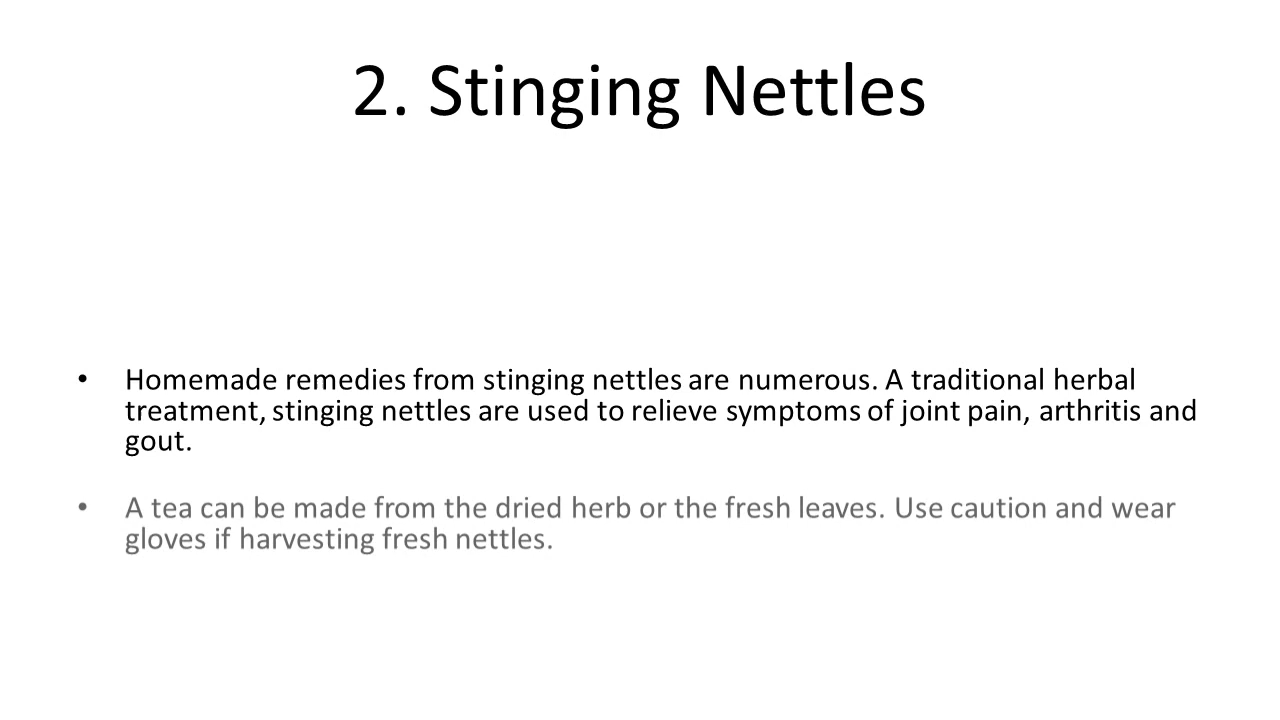 2. Stinging Nettles
• Homemade remedies from stinging nettles are numerous. A traditional herbal
treatment, stinging nettles are used to relieve symptoms of joint pain, arthritis and
gout.
• A tea can be made from the dried herb or the fresh leaves. Use caution and wear
gloves if harvesting fresh nettles.